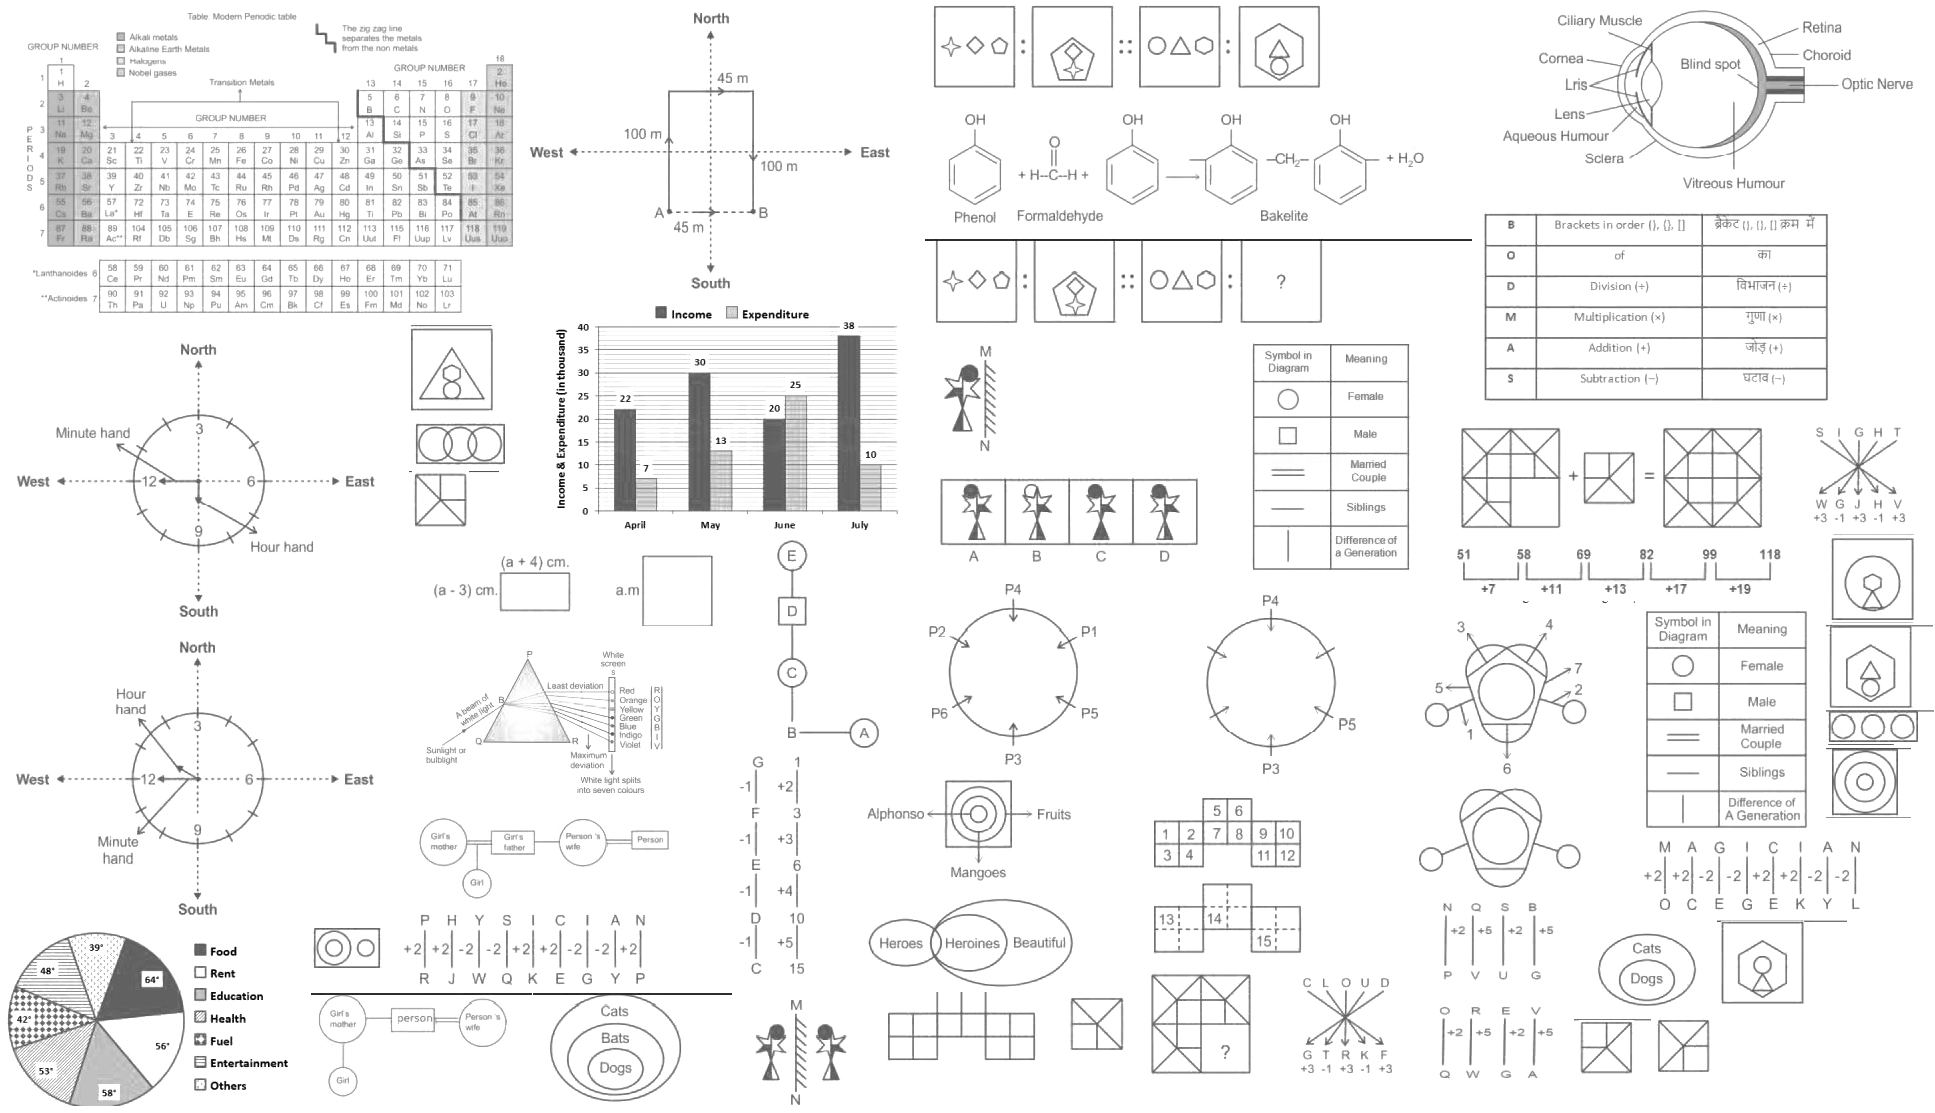 Table: Modern Periodic table
Alkali metals
Alkaline Earth Metals
Halogens
Nobel gases
The zig zag line
separates the metals
from the non metals
GROUP NUMBER
GROUP NUMBER
Transition Metals
GROUP NUMBER
PERIODS
1 2 13 14 15 16 17 18
1 H 2 He
3 Li 4 Be 5 B 6 C 7 N 8 O 9 F 10 Ne
11 Na 12 Mg 13 Al 14 Si 15 P 16 S 17 Cl 18 Ar
3 4 5 6 7 8 9 10 11 12
19 K 20 Ca 21 Sc 22 Ti 23 V 24 Cr 25 Mn 26 Fe 27 Co 28 Ni 29 Cu 30 Zn 31 Ga 32 Ge 33 As 34 Se 35 Br 36 Kr
37 Rb 38 Sr 39 Y 40 Zr 41 Nb 42 Mo 43 Tc 44 Ru 45 Rh 46 Pd 47 Ag 48 Cd 49 In 50 Sn 51 Sb 52 Te 53 I 54 Xe
55 Cs 56 Ba 57 La* 72 Hf 73 Ta 74 E 75 Re 76 Os 77 Ir 78 Pt 79 Au 80 Hg 81 Ti 82 Pb 83 Bi 84 Po 85 At 86 Rn
87 Fr 88 Ra 89 Ac** 104 Rf 105 Db 106 Sg 107 Bh 108 Hs 109 Mt 110 Ds 111 Rg 112 Cn 113 Uut 115 F! 116 Uup 117 Lv 118 Uus 119 Uuo
*Lanthanoides 6 58 Ce 59 Pr 60 Nd 61 Pm 62 Sm 63 Eu 64 Gd 65 Tb 66 Dy 67 Ho 68 Er 69 Tm 70 Yb 71 Lu
**Actinoides 7 90 Th 91 Pa 92 U 93 Np 94 Pu 95 Am 96 Cm 97 Bk 98 Cf 99 Es 100 Fm 101 Md 102 No 103 Lr
North
45 m
100 m
West
East
100 m
A B
45 m
South
: :: :
OH OH OH OH
O
+ H–C–H +
–CH2–
+ H2O
Phenol Formaldehyde Bakelite
: :: : ?
Ciliary Muscle
Cornea
Lris
Lens
Aqueous Humour
Sclera
Blind spot
Retina
Choroid
Optic Nerve
Vitreous Humour
B Brackets in order (), {}, [] ब्रैकेट (), {}, [] क्रम में
O of का
D Division (÷) विभाजन (÷)
M Multiplication (×) गुणा (×)
A Addition (+) जोड़ (+)
S Subtraction (−) घटाव (−)
North
Minute hand
3
West 12 6 East
9
Hour hand
South
Income Expenditure
Income & Expenditure (in thousand)
40
35
30
25
20
15
10
5
0
22 7 30 13 20 25 38 10
April May June July
M
N
A B C D
Symbol in Diagram Meaning
Female
Male
Married Couple
Siblings
Difference of a Generation
+ =
S I G H T
W G J H V
+3 -1 +3 -1 +3
51 58 69 82 99 118
+7 +11 +13 +17 +19
(a + 4) cm.
(a - 3) cm.
a.m
E
D
C
B A
North
Hour hand
3
West 12 6 East
9
Minute hand
South
P
Q
R
B
A beam of white light
Sunlight or bulblight
Least deviation
White screen
S
Red
Orange
Yellow
Green
Blue
Indigo
Violet
R O Y G B I V
Maximum deviation
White light splits
into seven colours
P4
P2 P1
P6 P5
P3
P4
P5
P3
3 4
7
5 2
1
6
Symbol in Diagram Meaning
Female
Male
Married Couple
Siblings
Difference of A Generation
Girl's mother
Girl's father
Person 's wife
Person
Girl
G 1
-1 +2
F 3
-1 +3
E 6
-1 +4
D 10
-1 +5
C 15
Alphonso
Fruits
Mangoes
5 6
1 2 7 8 9 10
3 4 11 12
13 14 15
M A G I C I A N
+2 +2 -2 -2 +2 +2 -2 -2
O C E G E K Y L
39°
64°
56°
58°
53°
42°
48°
Food
Rent
Education
Health
Fuel
Entertainment
Others
P H Y S I C I A N
+2 +2 -2 -2 +2 +2 -2 -2 +2
R J W Q K E G Y P
Girl's mother
person
Person 's wife
Girl
Cats
Bats
Dogs
M
N
Heroes Heroines Beautiful
?
C L O U D
G T R K F
+3 -1 +3 -1 +3
N Q S B
+2 +5 +2 +5
P V U G
O R E V
+2 +5 +2 +5
Q W G A
Cats
Dogs